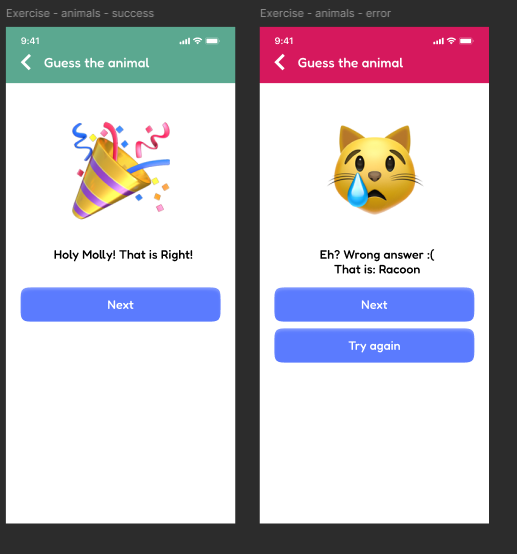 Exercise - animals - success
9:41
Guess the animal
Holy Molly! That is Right!
Next
Exercise - animals - error
9:41
Guess the animal
Eh? Wrong answer :(
That is: Racoon
Next
Try again